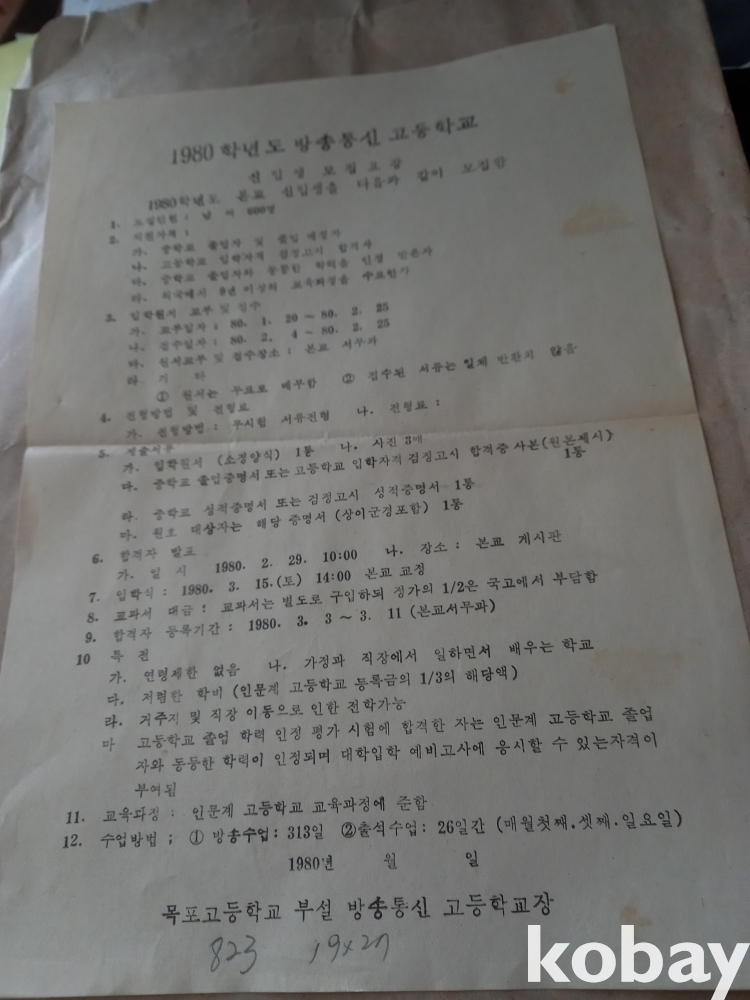 1980 학년도 방송통신 고등학교
신입생 모집요강
1980학년도 본교 신입생을 다음과 같이 모집함
1. 모집인원 : 남 여 600명
2. 지원자격 :
가. 중학교 졸업자 및 졸업 예정자
나. 고등학교 입학자격 검정고시 합격자
다. 중학교 졸업자와 동등한 학력을 인정 받은자
라. 외국에서 9년 이상의 교육과정을 수료한자
3. 입학원서 교부 및 접수
가. 교부일자 : 80. 1. 20 ~ 80. 2. 25
나. 접수일자 : 80. 2. 4 ~ 80. 2. 25
다. 원서교부 및 접수장소 : 본교 서무과
라. 기 타
① 원서는 무료로 배부함 ② 접수된 서류는 일체 반환치 않음
4. 전형방법 및 전형료
가. 전형방법 : 무시험 서류전형 나. 전형료 :
5. 제출서류
가. 입학원서 (소정양식) 1통 나. 사진 3매
다. 중학교 졸업증명서 또는 고등학교 입학자격 검정고시 합격증 사본(원본제시)
1통
라. 중학교 성적증명서 또는 검정고시 성적증명서 1통
마. 원호 대상자는 해당 증명서 (상이군경포함) 1통
6. 합격자 발표
가. 일 시 1980. 2. 29. 10:00 나. 장소 : 본교 게시판
7. 입학식 : 1980. 3. 15.(토) 14:00 본교 교정
8. 교과서 대금 : 교과서는 별도로 구입하되 정가의 1/2은 국고에서 부담함
9. 합격자 등록기간 : 1980. 3. 3 ~ 3. 11 (본교서무과)
10 특 전
가. 연령제한 없음 나. 가정과 직장에서 일하면서 배우는 학교
다. 저렴한 학비 (인문계 고등학교 등록금의 1/3의 해당액)
라. 거주지 및 직장 이동으로 인한 전학가능
마 고등학교 졸업 학력 인정 평가 시험에 합격한 자는 인문계 고등학교 졸업
자와 동등한 학력이 인정되며 대학입학 예비고사에 응시할 수 있는자격이
부여됨
11. 교육과정 : 인문계 고등학교 교육과정에 준함
12. 수업방법 ; ① 방송수업 : 313일 ②출석수업 : 26일간 (매월첫째.셋째.일요일)
1980년 월 일
목포고등학교 부설 방송통신 고등학교장
823 19×27
kobay